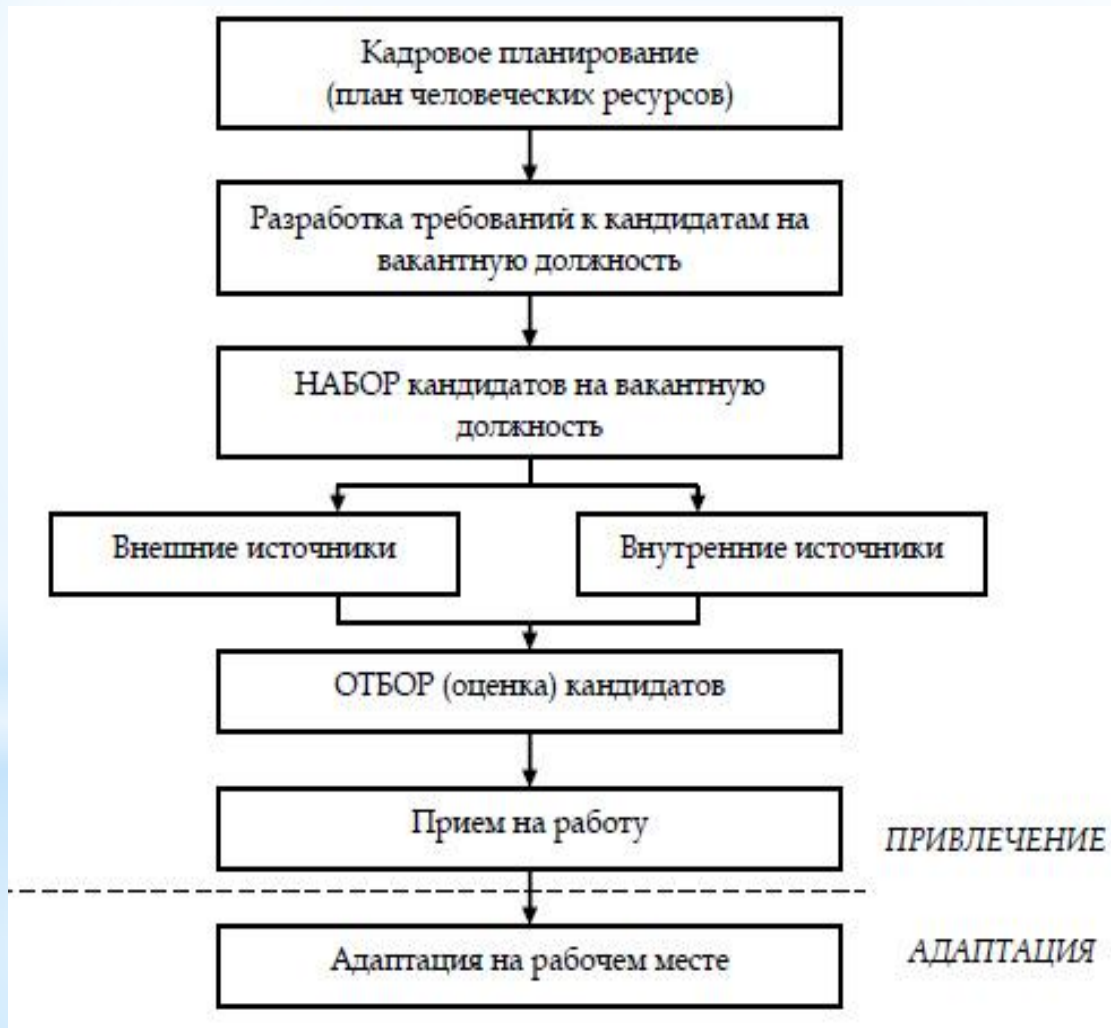 Кадровое планирование
(план человеческих ресурсов)
Разработка требований к кандидатам на
вакантную должность
НАБОР кандидатов на вакантную
должность
Внешние источники
Внутренние источники
ОТБОР (оценка) кандидатов
Прием на работу
ПРИВЛЕЧЕНИЕ
АДАПТАЦИЯ
Адаптация на рабочем месте